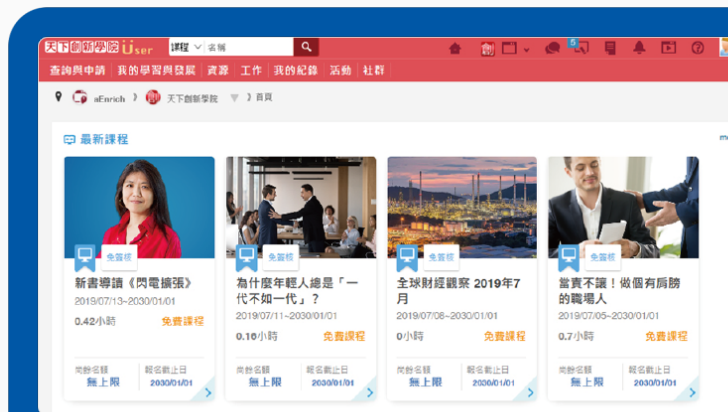 天下創新學院 User 課程 名稱
5
查詢與申請 我的學習與發展 資源 工作 我的紀錄 活動 社群
aEnrich 》 天下創新學院 》首頁
最新課程
免簽核
新書導讀《閃電擴張》
2019/07/13~2030/01/01
0.42小時 免費課程
尚餘名額 報名截止日
無上限 2030/01/01
免簽核
為什麼年輕人總是「一
代不如一代」?
2019/07/11~2030/01/01
0.16小時 免費課程
尚餘名額 報名截止日
無上限 2030/01/01
免簽核
全球財經觀察 2019年7
月
2019/07/08~2030/01/01
0小時 免費課程
尚餘名額 報名截止日
無上限 2030/01/01
免簽核
當責不讓!做個有肩膀
的職場人
2019/07/05~2030/01/01
0.7小時 免費課程
尚餘名額 報名截止日
無上限 2030/01/01